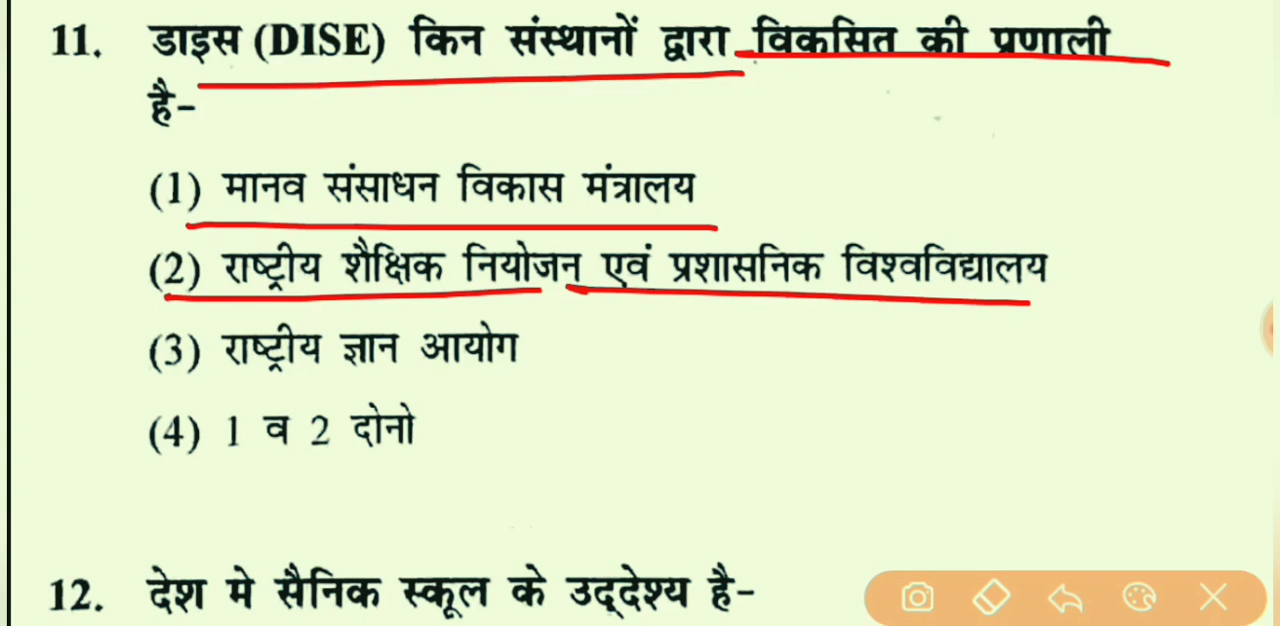 11. डाइस (DISE) किन संस्थानों द्वारा विकसित की प्रणाली
है-
(1) मानव संसाधन विकास मंत्रालय
(2) राष्ट्रीय शैक्षिक नियोजन एवं प्रशासनिक विश्वविद्यालय
(3) राष्ट्रीय ज्ञान आयोग
(4) 1 व 2 दोनो
12. देश मे सैनिक स्कूल के उद्देश्य है-